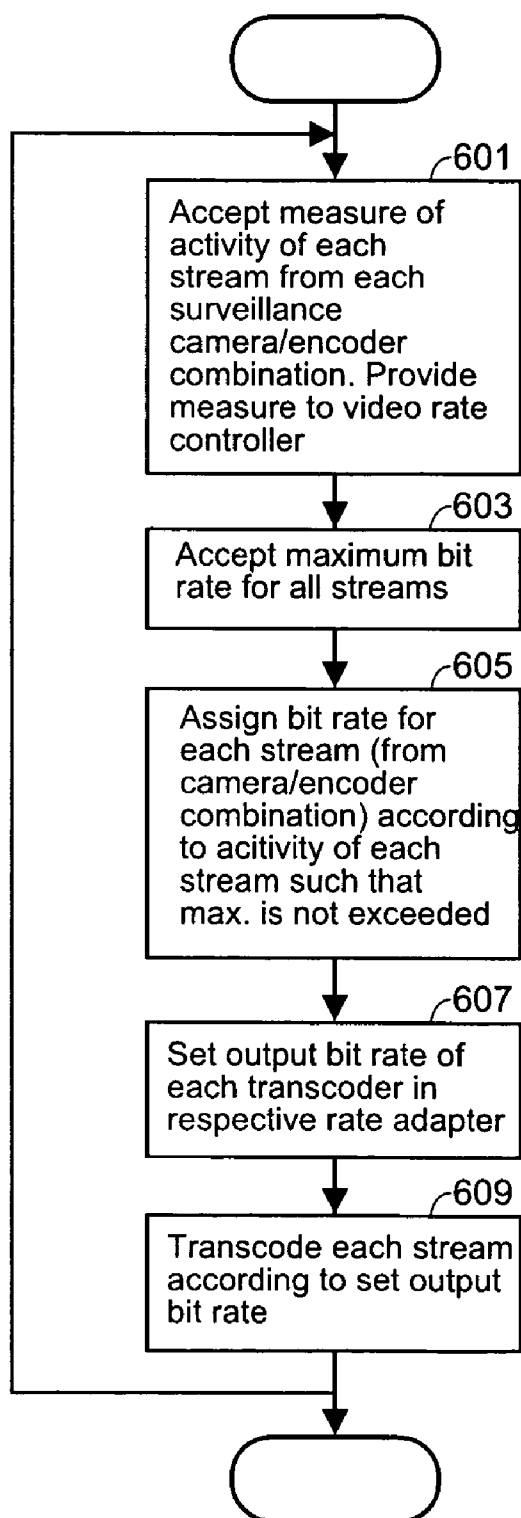 601
Accept measure of
activity of each
stream from each
surveillance
camera/encoder
combination. Provide
measure to video rate
controller
603
Accept maximum bit
rate for all streams
605
Assign bit rate for
each stream (from
camera/encoder
combination) according
to acitivity of each
stream such that
max. is not exceeded
607
Set output bit rate of
each transcoder in
respective rate adapter
609
Transcode each stream
according to set output
bit rate